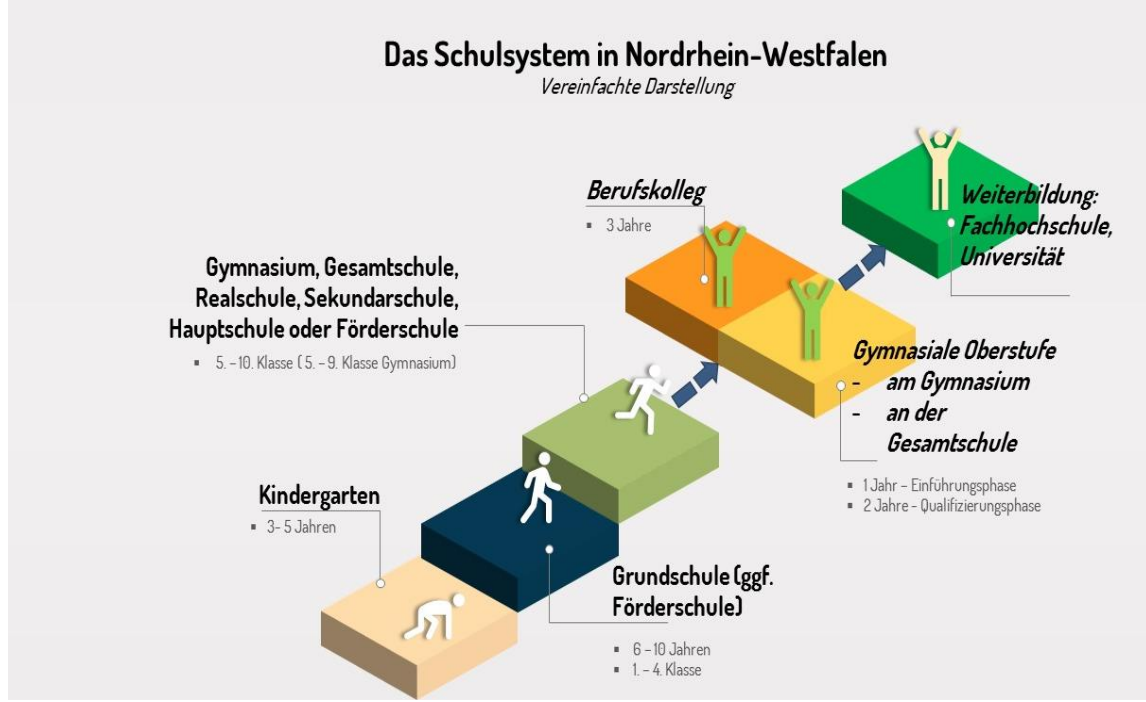 Das Schulsystem in Nordrhein-Westfalen
Vereinfachte Darstellung
Berufskolleg
▪ 3 Jahre
Weiterbildung:
Fachhochschule,
Universität
Gymnasium, Gesamtschule,
Realschule, Sekundarschule,
Hauptschule oder Förderschule
▪ 5. – 10. Klasse ( 5. – 9. Klasse Gymnasium)
Gymnasiale Oberstufe
- am Gymnasium
- an der
Gesamtschule
▪ 1 Jahr – Einführungsphase
▪ 2 Jahre – Qualifizierungsphase
Kindergarten
▪ 3- 5 Jahren
Grundschule (ggf.
Förderschule)
▪ 6 – 10 Jahren
▪ 1. – 4. Klasse